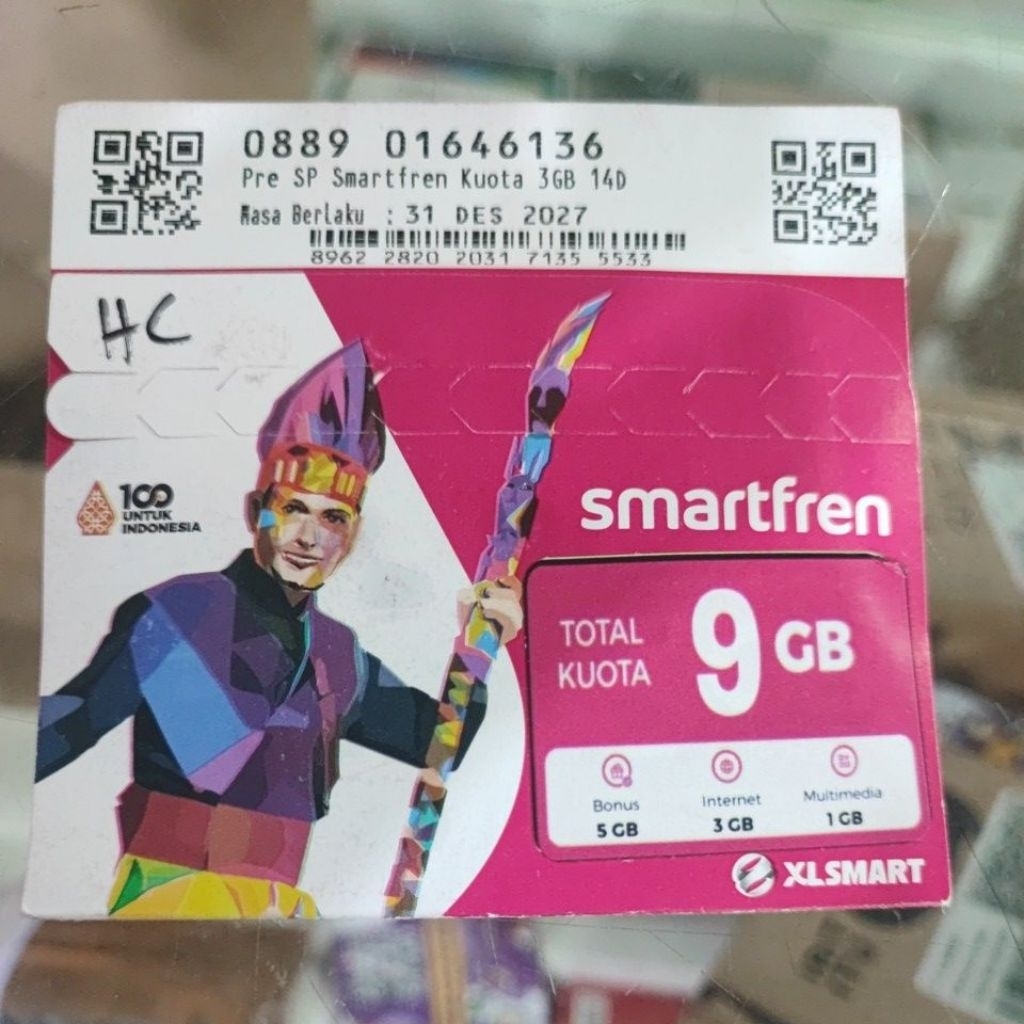 0889 01646136
Pre SP Smartfren Kuota 3GB 14D
Masa Berlaku : 31 DES 2027
8962 2820 2031 7135 5533
HC
100
UNTUK
INDONESIA
smartfren
TOTAL
KUOTA
9 GB
Bonus
5 GB
Internet
3 GB
Multimedia
1 GB
XLSMART